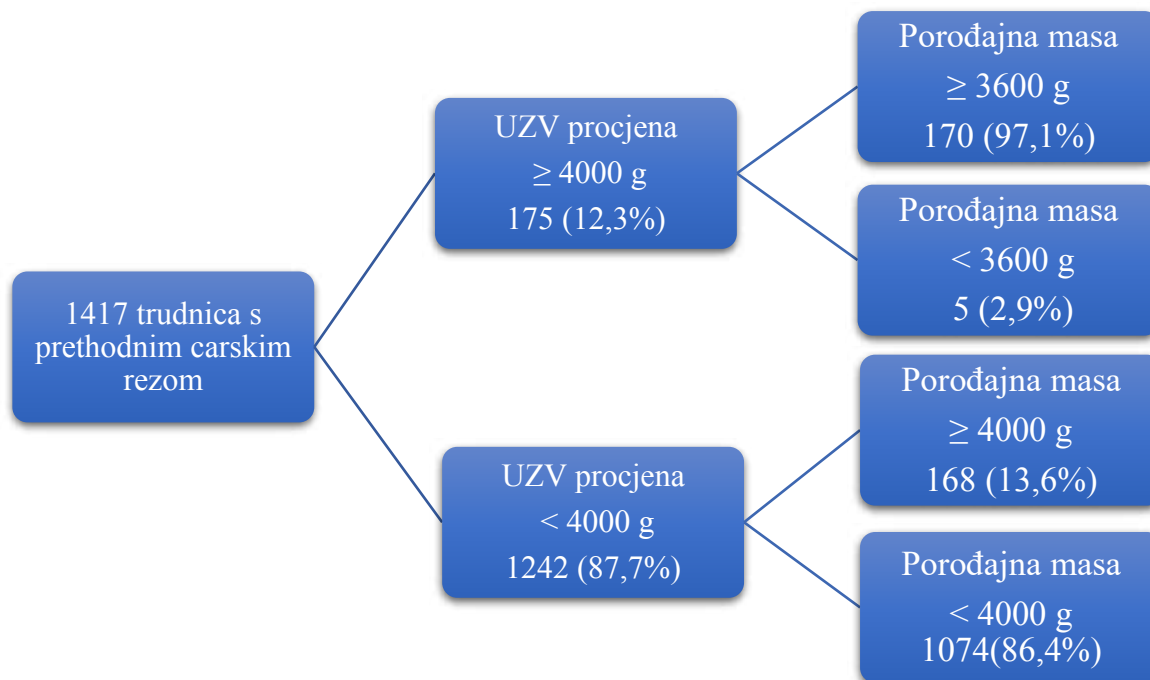 1417 trudnica s
prethodnim carskim
rezom
UZV procjena
≥ 4000 g
175 (12,3%)
Porođajna masa
≥ 3600 g
170 (97,1%)
Porođajna masa
< 3600 g
5 (2,9%)
UZV procjena
< 4000 g
1242 (87,7%)
Porođajna masa
≥ 4000 g
168 (13,6%)
Porođajna masa
< 4000 g
1074(86,4%)